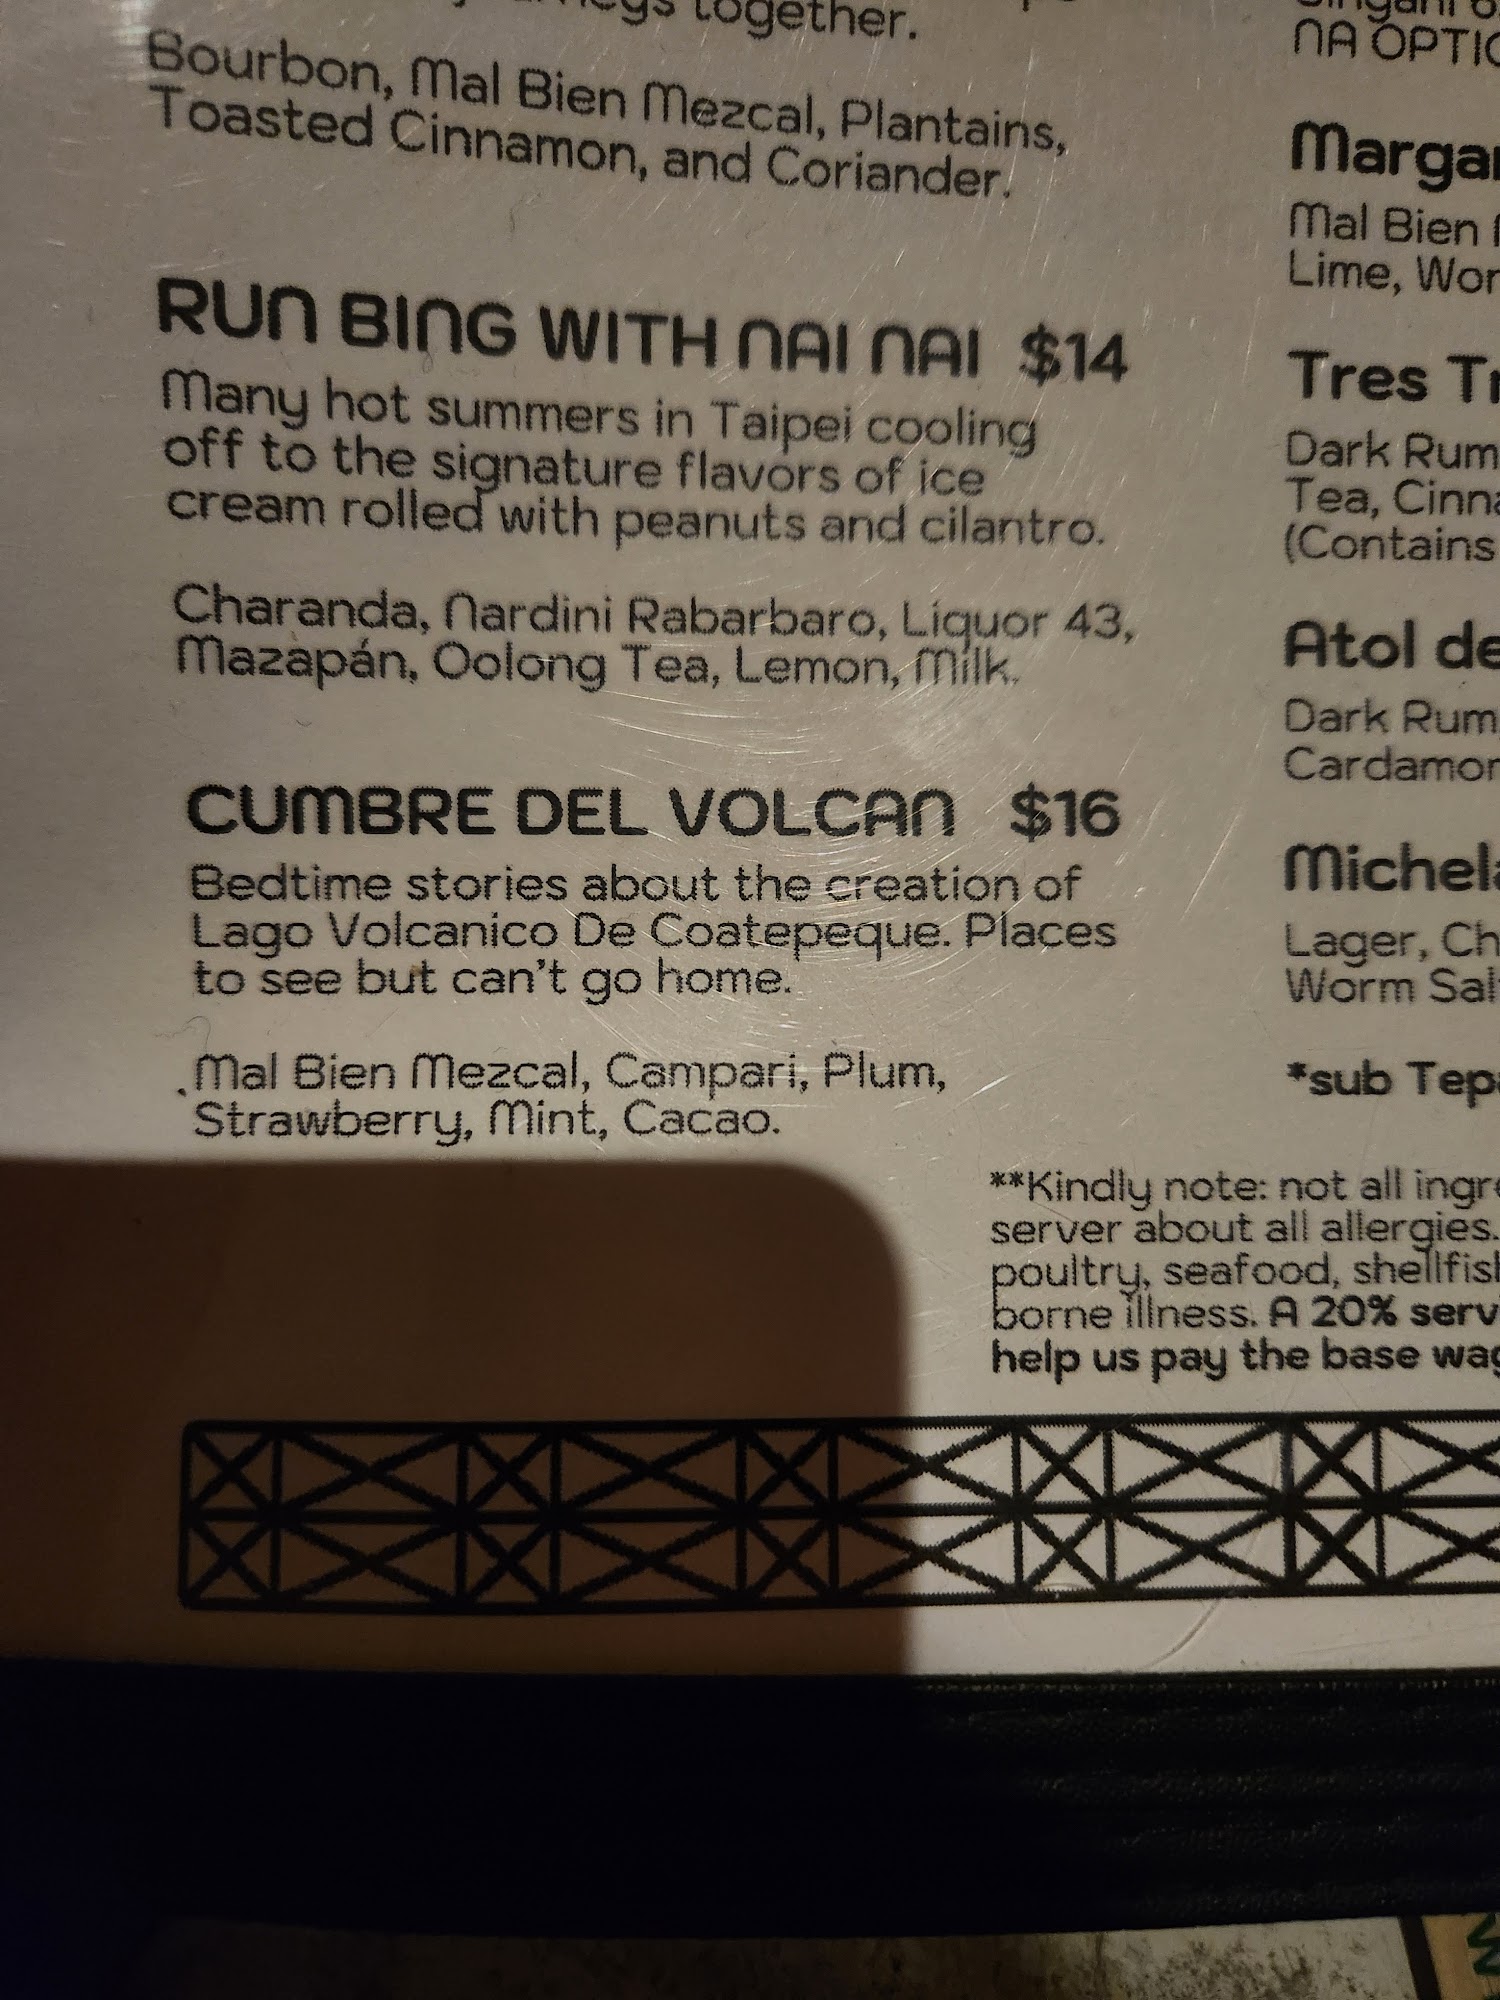 together.
Bourbon, Mal Bien Mezcal, Plantains,
Toasted Cinnamon, and Coriander.
RUN BING WITH NAI NAI $14
Many hot summers in Taipei cooling
off to the signature flavors of ice
cream rolled with peanuts and cilantro.
Charanda, Nardini Rabarbaro, Liquor 43,
Mazapán, Oolong Tea, Lemon, Milk.
CUMBRE DEL VOLCAN $16
Bedtime stories about the creation of
Lago Volcanico De Coatepeque. Places
to see but can't go home.
Mal Bien Mezcal, Campari, Plum,
Strawberry, Mint, Cacao.
NA
Mal Bien
Lime,
Tres
Dark Rum
Tea,
(Contains
Atol
Dark Rum
Lager,
Worm
*sub
**Kindly note: not all
server about all allergies.
poultry, seafood,
borne illness. A 20%
help us pay the base